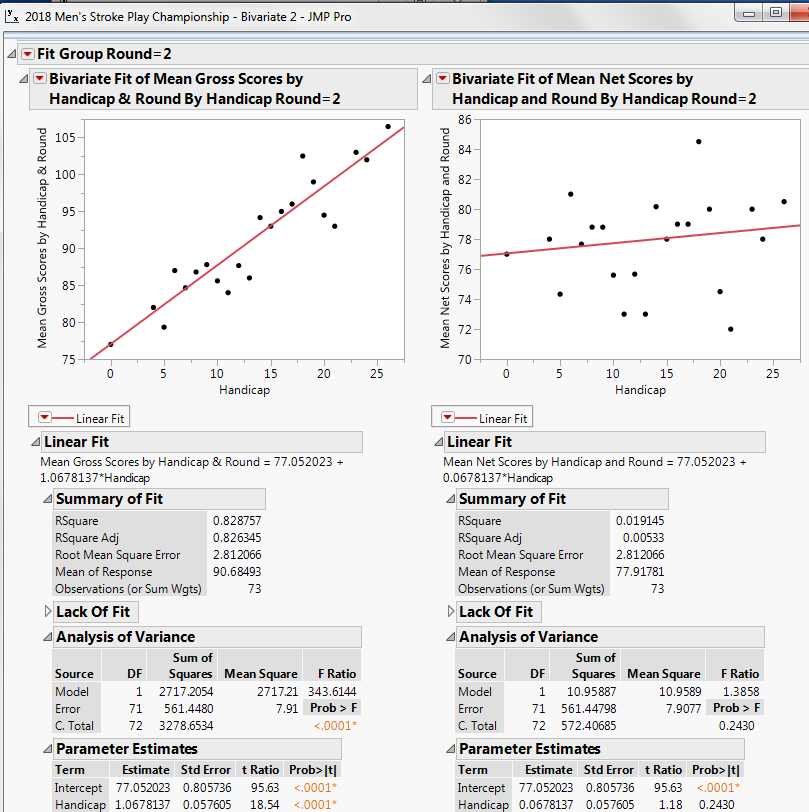 2018 Men's Stroke Play Championship - Bivariate 2 - JMP Pro
Fit Group Round=2
Bivariate Fit of Mean Gross Scores by
Handicap & Round By Handicap Round=2
Mean Gross Scores by Handicap & Round
105
100
95
90
85
80
75
0 5 10 15 20 25
Handicap
Linear Fit
Linear Fit
Mean Gross Scores by Handicap & Round = 77.052023 +
1.0678137*Handicap
Summary of Fit
RSquare 0.828757
RSquare Adj 0.826345
Root Mean Square Error 2.812066
Mean of Response 90.68493
Observations (or Sum Wgts) 73
Lack Of Fit
Analysis of Variance
Sum of
Source DF Squares Mean Square F Ratio
Model 1 2717.2054 2717.21 343.6144
Error 71 561.4480 7.91 Prob > F
C. Total 72 3278.6534 <.0001*
Parameter Estimates
Term Estimate Std Error t Ratio Prob>|t|
Intercept 77.052023 0.805736 95.63 <.0001*
Handicap 1.0678137 0.057605 18.54 <.0001*
Bivariate Fit of Mean Net Scores by
Handicap and Round By Handicap Round=2
Mean Net Scores by Handicap and Round
86
84
82
80
78
76
74
72
70
0 5 10 15 20 25
Handicap
Linear Fit
Linear Fit
Mean Net Scores by Handicap and Round = 77.052023 +
0.0678137*Handicap
Summary of Fit
RSquare 0.019145
RSquare Adj 0.00533
Root Mean Square Error 2.812066
Mean of Response 77.91781
Observations (or Sum Wgts) 73
Lack Of Fit
Analysis of Variance
Sum of
Source DF Squares Mean Square F Ratio
Model 1 10.95887 10.9589 1.3858
Error 71 561.44798 7.9077 Prob > F
C. Total 72 572.40685 0.2430
Parameter Estimates
Term Estimate Std Error t Ratio Prob>|t|
Intercept 77.052023 0.805736 95.63 <.0001*
Handicap 0.0678137 0.057605 1.18 0.2430